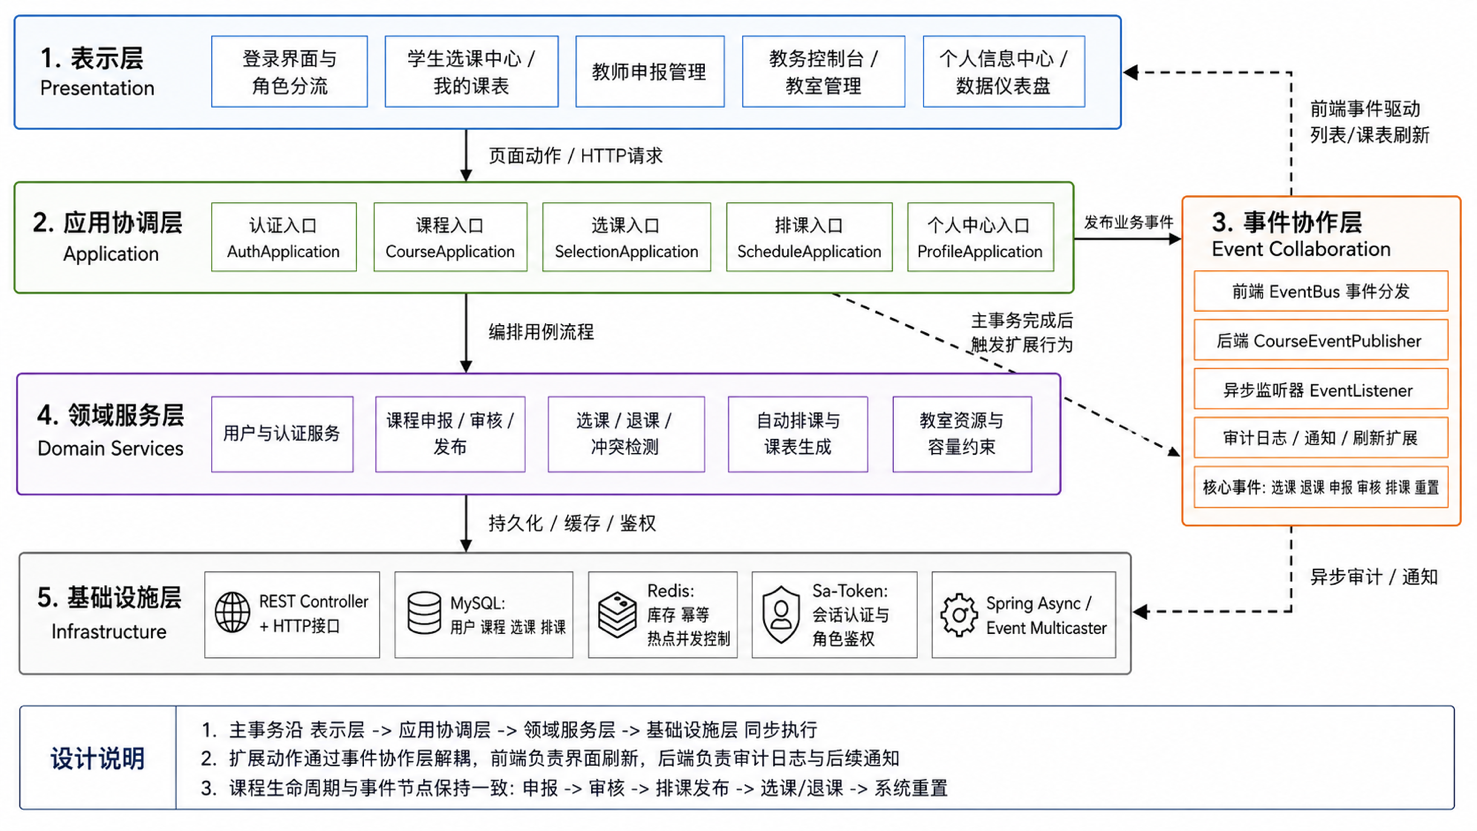 1. 表示层
Presentation
登录界面与
角色分流
学生选课中心 /
我的课表
教师申报管理
教务控制台 /
教室管理
个人信息中心 /
数据仪表盘
前端事件驱动
列表/课表刷新
页面动作 / HTTP请求
2. 应用协调层
Application
认证入口
AuthApplication
课程入口
CourseApplication
选课入口
SelectionApplication
排课入口
ScheduleApplication
个人中心入口
ProfileApplication
发布业务事件
3. 事件协作层
Event Collaboration
前端 EventBus 事件分发
后端 CourseEventPublisher
异步监听器 EventListener
审计日志 / 通知 / 刷新扩展
核心事件: 选课 退课 申报 审核 排课 重置
编排用例流程
主事务完成后
触发扩展行为
4. 领域服务层
Domain Services
用户与认证服务
课程申报 / 审核 /
发布
选课 / 退课 /
冲突检测
自动排课与
课表生成
教室资源与
容量约束
持久化 / 缓存 / 鉴权
异步审计 / 通知
5. 基础设施层
Infrastructure
REST Controller
+ HTTP接口
MySQL:
用户 课程 选课 排课
Redis:
库存 幂等
热点并发控制
Sa-Token:
会话认证与
角色鉴权
Spring Async /
Event Multicaster
设计说明
1. 主事务沿 表示层 -> 应用协调层 -> 领域服务层 -> 基础设施层 同步执行
2. 扩展动作通过事件协作层解耦，前端负责界面刷新，后端负责审计日志与后续通知
3. 课程生命周期与事件节点保持一致: 申报 -> 审核 -> 排课发布 -> 选课/退课 -> 系统重置